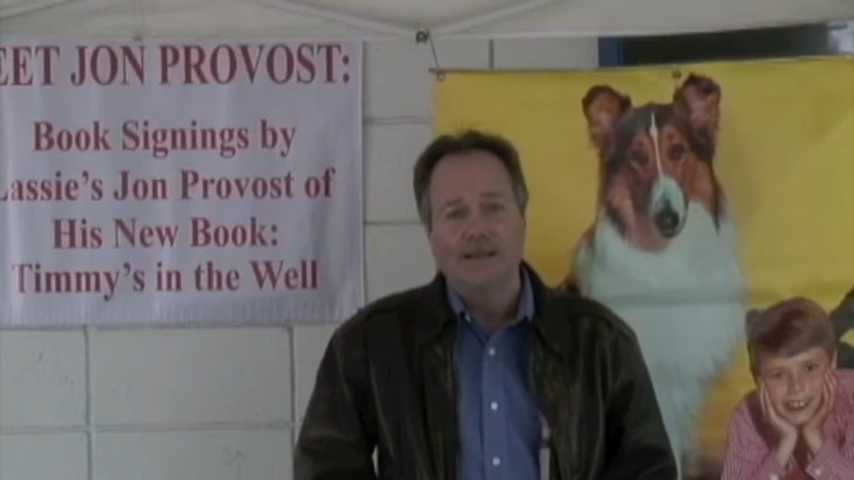 EET JON PROVOST:
Book Signings by
Lassie's Jon Provost of
His New Book:
Timmy's in the Well